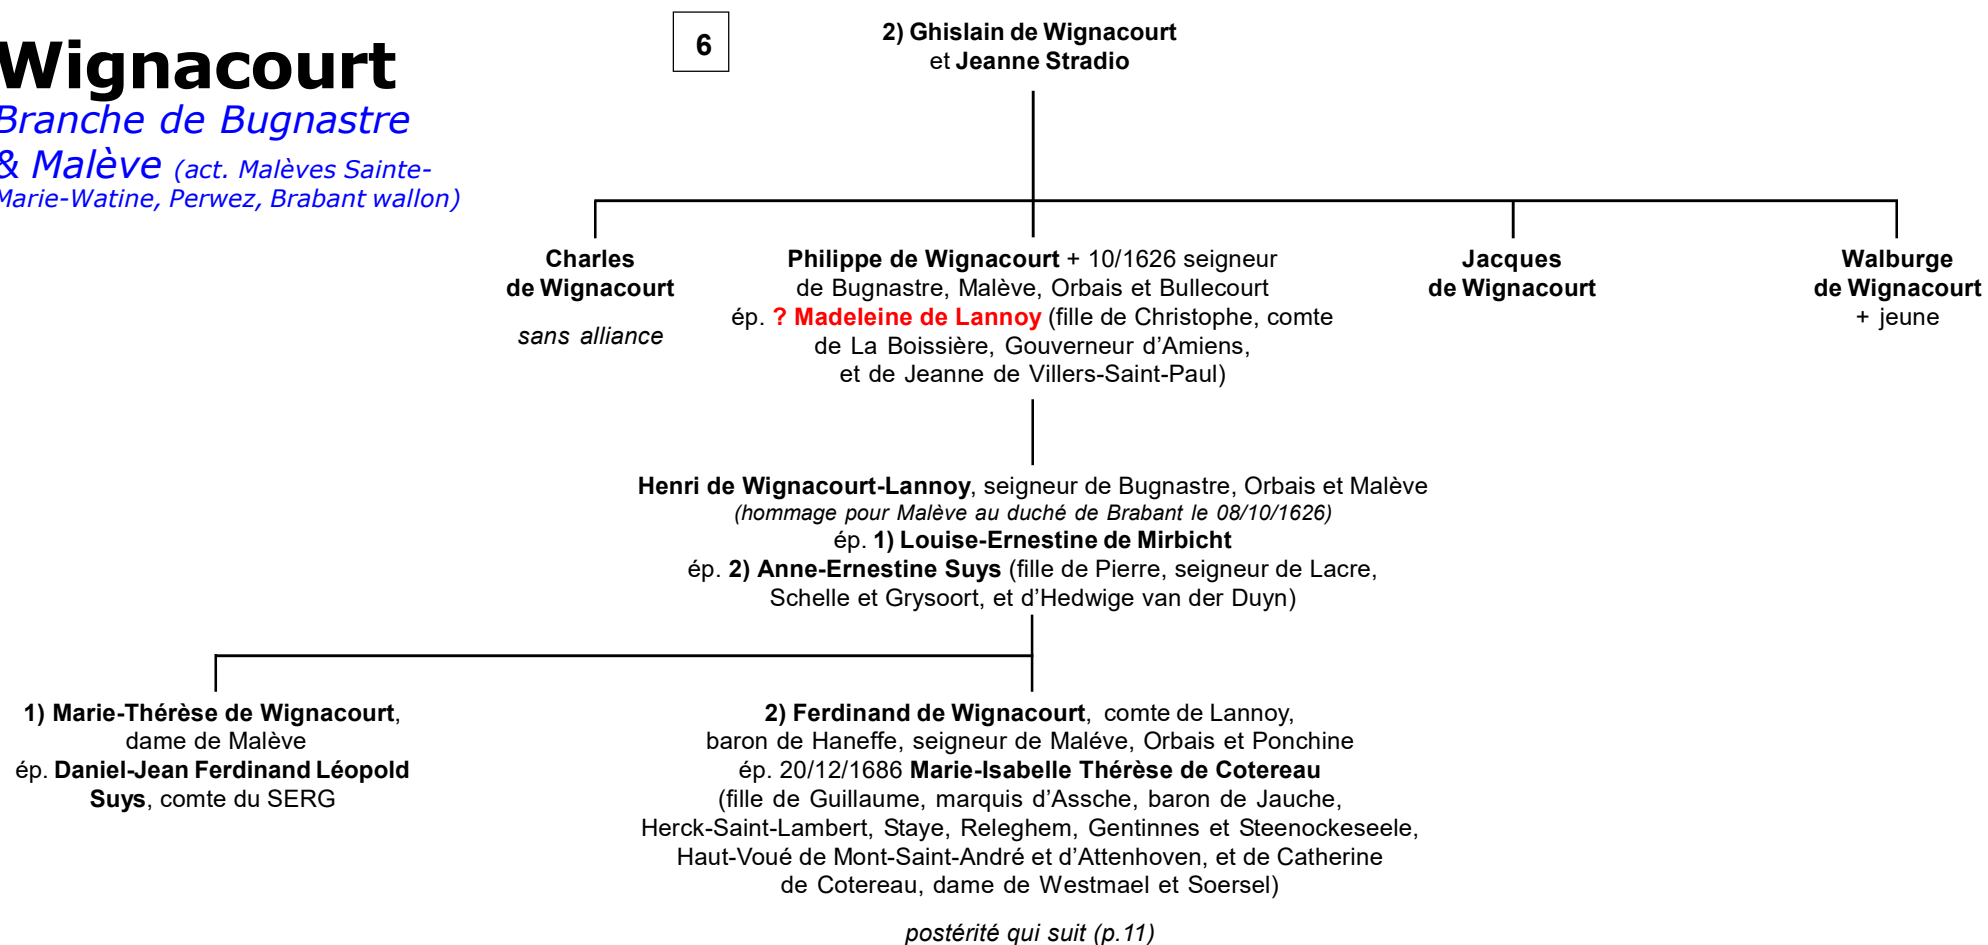 Wignacourt
Branche de Bugnastre
& Malève (act. Malèves Sainte-
Marie-Watine, Perwez, Brabant wallon)
6
2) Ghislain de Wignacourt
et Jeanne Stradio
Charles
de Wignacourt
sans alliance
Philippe de Wignacourt + 10/1626 seigneur
de Bugnastre, Malève, Orbais et Bullecourt
ép. ? Madeleine de Lannoy (fille de Christophe, comte
de La Boissière, Gouverneur d’Amiens,
et de Jeanne de Villers-Saint-Paul)
Jacques
de Wignacourt
Walburge
de Wignacourt
+ jeune
Henri de Wignacourt-Lannoy, seigneur de Bugnastre, Orbais et Malève
(hommage pour Malève au duché de Brabant le 08/10/1626)
ép. 1) Louise-Ernestine de Mirbicht
ép. 2) Anne-Ernestine Suys (fille de Pierre, seigneur de Lacre,
Schelle et Grysoort, et d’Hedwige van der Duyn)
1) Marie-Thérèse de Wignacourt,
dame de Malève
ép. Daniel-Jean Ferdinand Léopold
Suys, comte du SERG
2) Ferdinand de Wignacourt, comte de Lannoy,
baron de Haneffe, seigneur de Maléve, Orbais et Ponchine
ép. 20/12/1686 Marie-Isabelle Thérèse de Cotereau
(fille de Guillaume, marquis d’Assche, baron de Jauche,
Herck-Saint-Lambert, Staye, Releghem, Gentinnes et Steenockeseele,
Haut-Voué de Mont-Saint-André et d’Attenhoven, et de Catherine
de Cotereau, dame de Westmael et Soersel)
postérité qui suit (p.11)